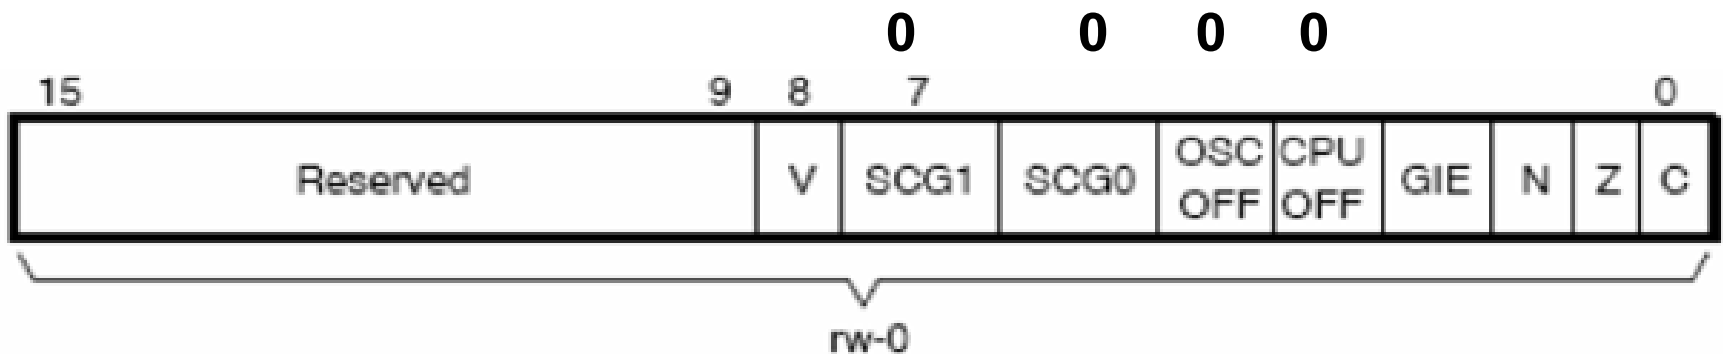 0 0 0 0
15 9 8 7 0
Reserved V SCG1 SCG0 OSC OFF CPU OFF GIE N Z C
rw-0